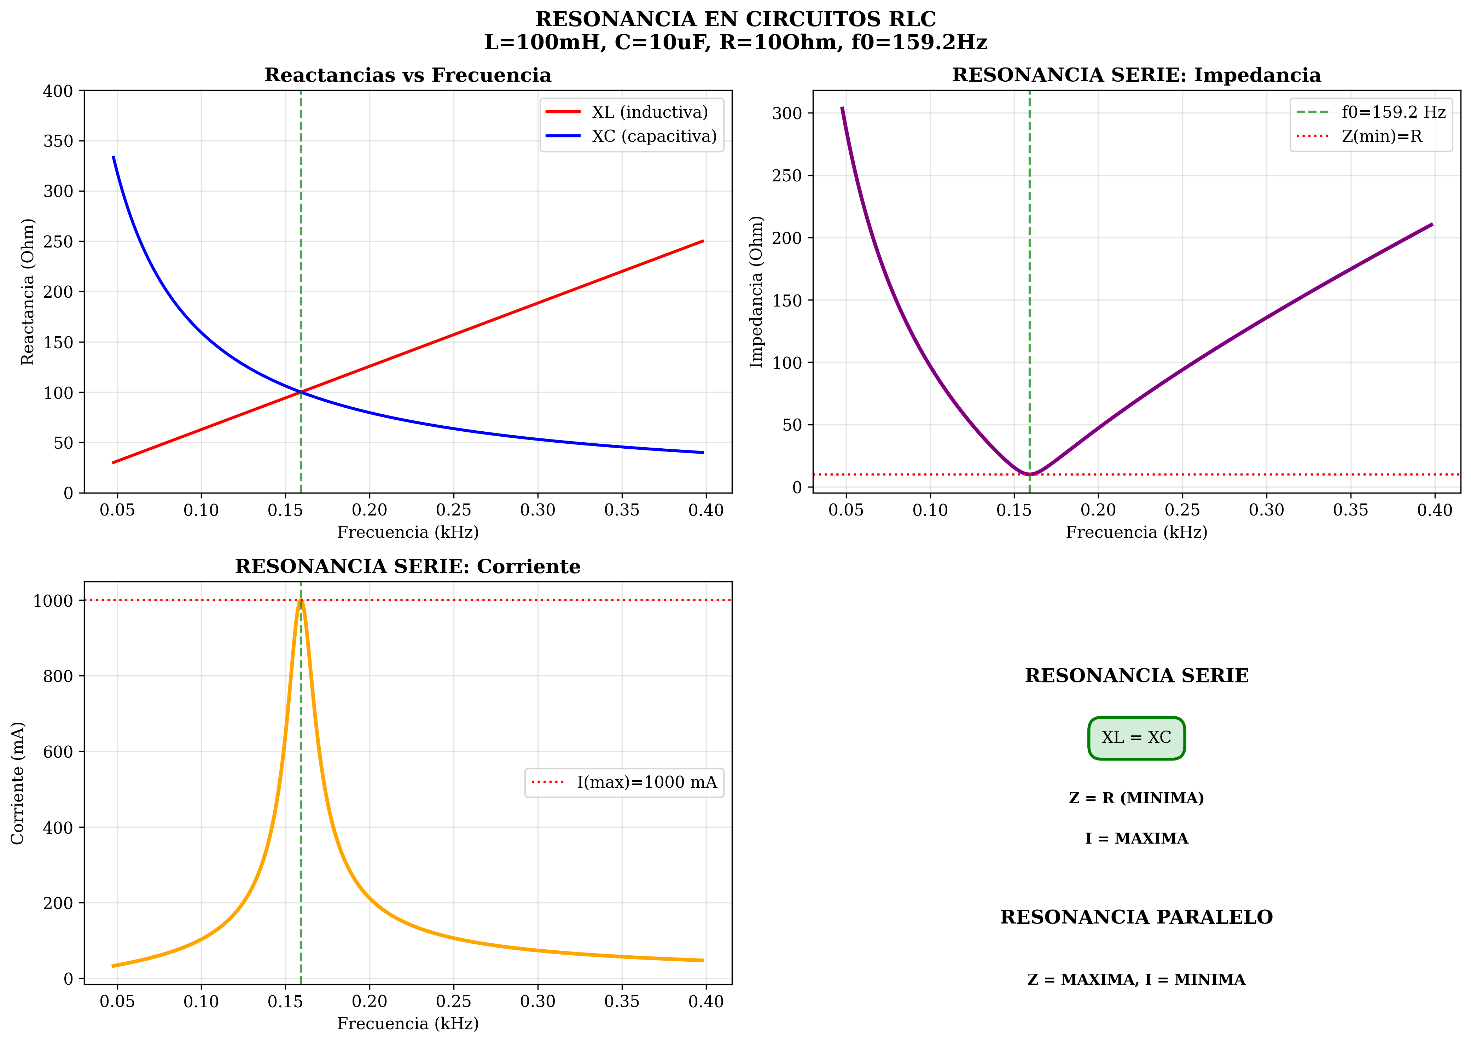 RESONANCIA EN CIRCUITOS RLC
L=100mH, C=10uF, R=10Ohm, f0=159.2Hz
Reactancias vs Frecuencia
XL (inductiva)
XC (capacitiva)
400
350
300
250
200
150
100
50
0
Reactancia (Ohm)
0.05 0.10 0.15 0.20 0.25 0.30 0.35 0.40
Frecuencia (kHz)
RESONANCIA SERIE: Impedancia
f0=159.2 Hz
Z(min)=R
300
250
200
150
100
50
0
Impedancia (Ohm)
0.05 0.10 0.15 0.20 0.25 0.30 0.35 0.40
Frecuencia (kHz)
RESONANCIA SERIE: Corriente
1000
800
600
400
200
0
Corriente (mA)
I(max)=1000 mA
0.05 0.10 0.15 0.20 0.25 0.30 0.35 0.40
Frecuencia (kHz)
RESONANCIA SERIE
XL = XC
Z = R (MINIMA)
I = MAXIMA
RESONANCIA PARALELO
Z = MAXIMA, I = MINIMA